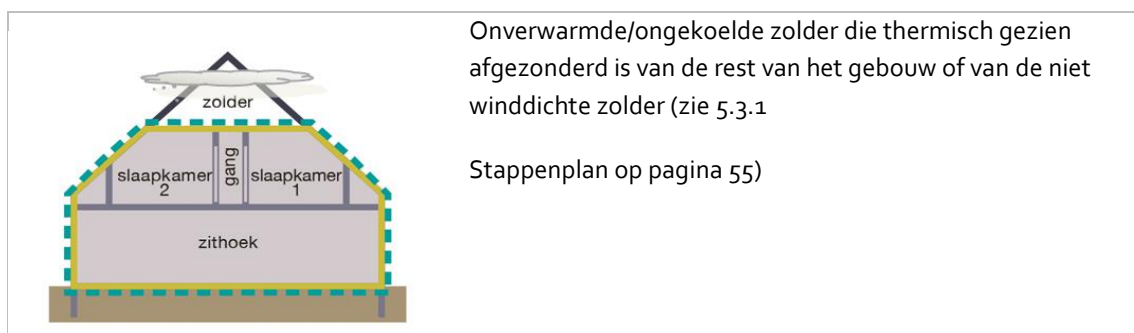 Onverwarmde/ongekoelde zolder die thermisch gezien
afgezonderd is van de rest van het gebouw of van de niet
winddichte zolder (zie 5.3.1
Stappenplan op pagina 55)
zolder
slaapkamer
2
gang
slaapkamer
1
zithoek